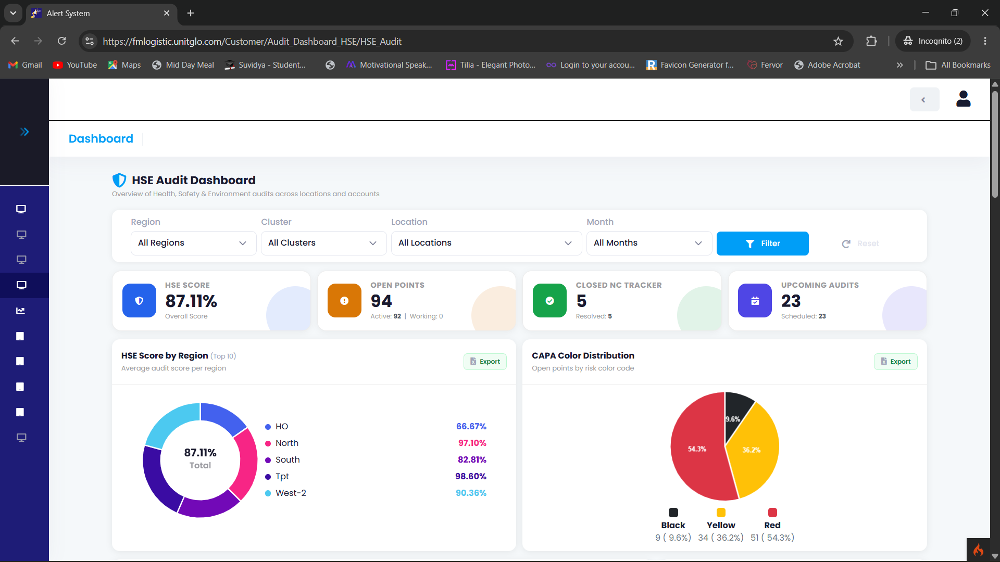 Alert System
https://fmlogistic.unitglo.com/Customer/Audit_Dashboard_HSE/HSE_Audit
Incognito (2)
Gmail
YouTube
Maps
Mid Day Meal
Suvidya - Student...
Motivational Speak...
Tilia - Elegant Photo...
Login to your accou...
Favicon Generator f...
Fervor
Adobe Acrobat
All Bookmarks
Dashboard
HSE Audit Dashboard
Overview of Health, Safety & Environment audits across locations and accounts
Region
Cluster
Location
Month
All Regions
All Clusters
All Locations
All Months
Filter
Reset
HSE SCORE
87.11%
Overall Score
OPEN POINTS
94
Active: 92 | Working: 0
CLOSED NC TRACKER
5
Resolved: 5
UPCOMING AUDITS
23
Scheduled: 23
HSE Score by Region (Top 10)
Average audit score per region
Export
87.11%
Total
HO 66.67%
North 97.10%
South 82.81%
Tpt 98.60%
West-2 90.36%
CAPA Color Distribution
Open points by risk color code
Export
9.6%
54.3%
36.2%
Black
Yellow
Red
9 ( 9.6%)
34 ( 36.2%)
51 ( 54.3%)